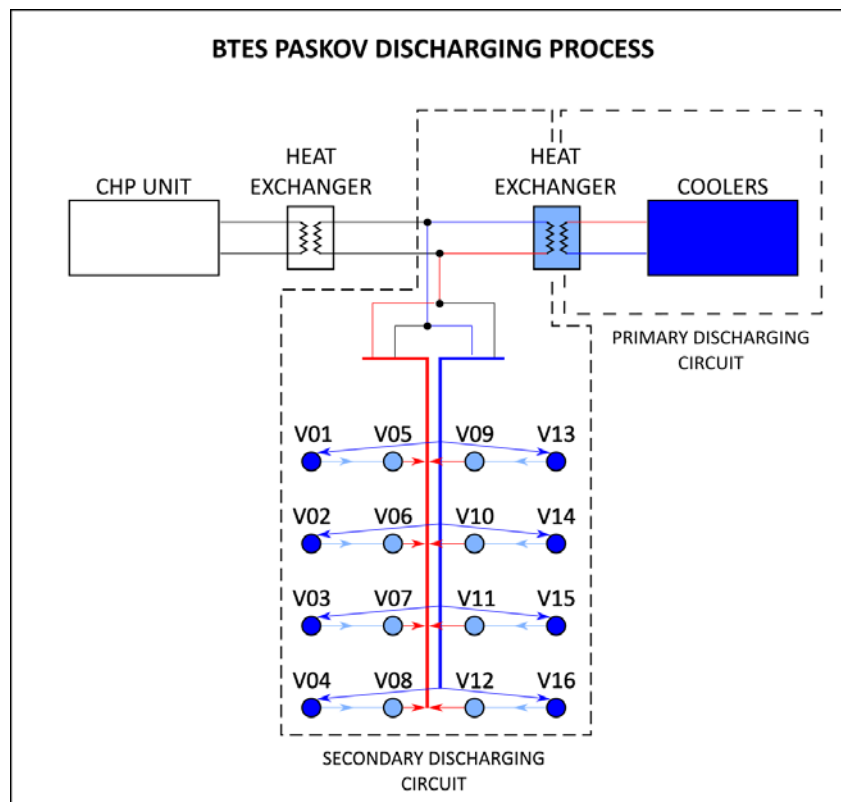 BTES PASKOV DISCHARGING PROCESS
CHP UNIT
HEAT
EXCHANGER
HEAT
EXCHANGER
COOLERS
PRIMARY DISCHARGING
CIRCUIT
V01 V05 V09 V13
V02 V06 V10 V14
V03 V07 V11 V15
V04 V08 V12 V16
SECONDARY DISCHARGING
CIRCUIT